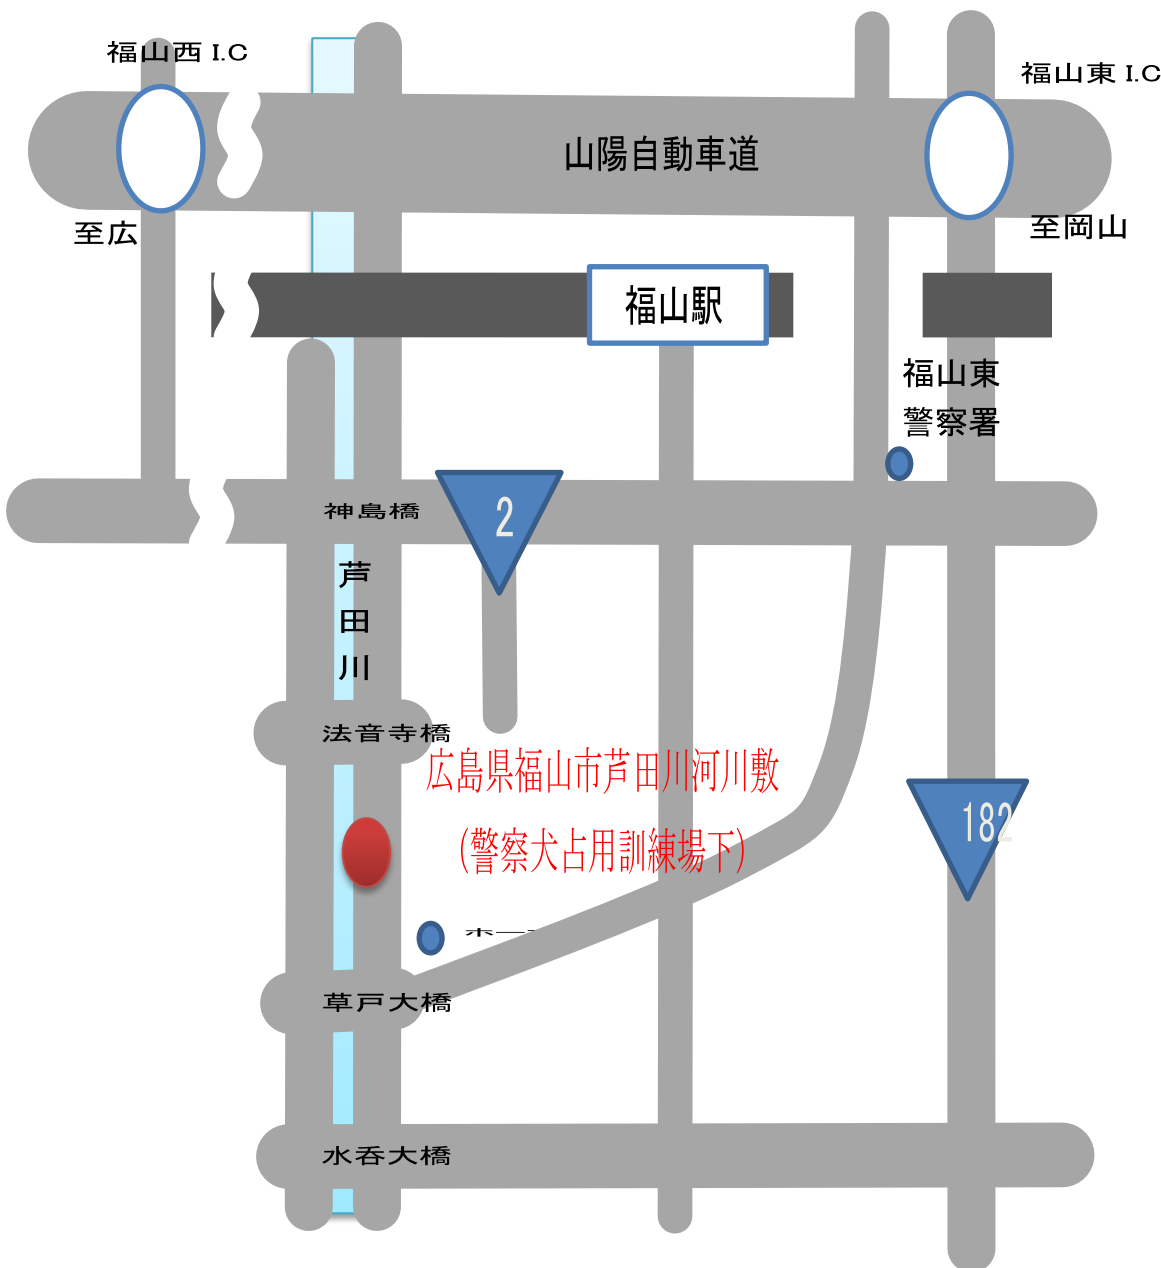 福山西 I.C
福山東 I.C
山陽自動車道
至広
至岡山
福山駅
福山東
警察署
2
神島橋
芦
田
川
法音寺橋
広島県福山市芦田川河川敷
(警察犬占用訓練場下)
182
草戸大橋
水呑大橋